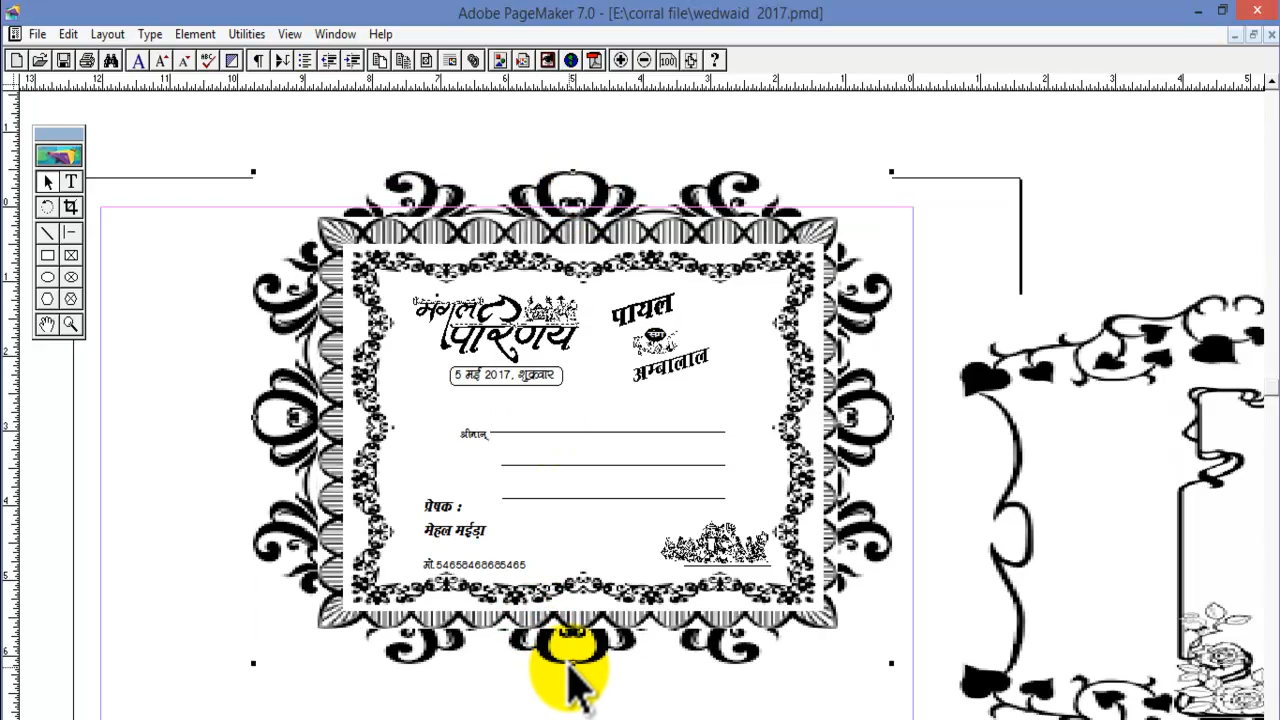 Adobe PageMaker 7.0 - [E:\corral file\wedwaid 2017.pmd]
File Edit Layout Type Element Utilities View Window Help
मंगल परिणय
पायल
अम्बालाल
5 मई 2017, शुक्रवार
श्रीमान्
प्रेषक :
मेहल मईड़ा
मो.54658468685465